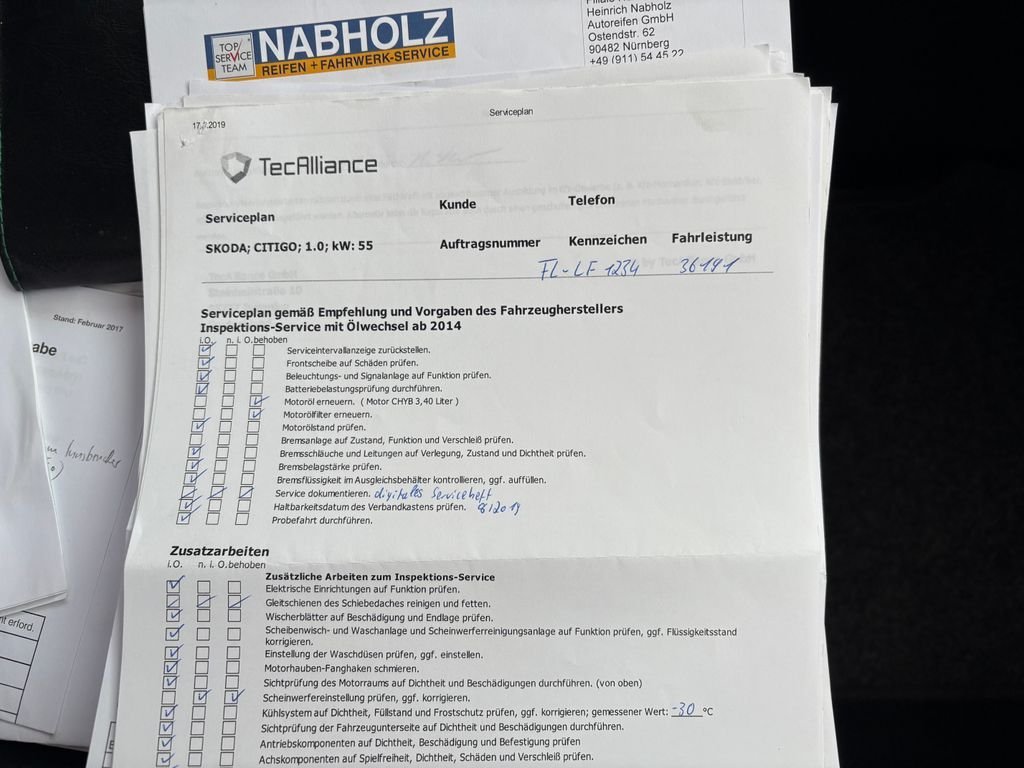 TOP SERVICE TEAM
NABHOLZ
REIFEN + FAHRWERK-SERVICE
Heinrich Nabholz
Autoreifen GmbH
Ostendstr. 62
90482 Nürnberg
+49 (911) 54 45 22
Serviceplan
2019
TecAlliance
Serviceplan
Kunde
Telefon
SKODA; CITIGO; 1.0; kW: 55
Auftragsnummer
Kennzeichen
Fahrleistung
FL-LF 1234
36191
Serviceplan gemäß Empfehlung und Vorgaben des Fahrzeugherstellers
Inspektions-Service mit Ölwechsel ab 2014
i.O. n. i. O.behoben
Serviceintervallanzeige zurückstellen.
Frontscheibe auf Schäden prüfen.
Beleuchtungs- und Signalanlage auf Funktion prüfen.
Batteriebelastungsprüfung durchführen.
Motoröl erneuern. ( Motor CHYB 3,40 Liter )
Motorölfilter erneuern.
Motorölstand prüfen.
Bremsanlage auf Zustand, Funktion und Verschleiß prüfen.
Bremsschläuche und Leitungen auf Verlegung, Zustand und Dichtheit prüfen.
Bremsbelagstärke prüfen.
Bremsflüssigkeit im Ausgleichsbehälter kontrollieren, ggf. auffüllen.
Service dokumentieren. digitales Serviceheft
Haltbarkeitsdatum des Verbandkastens prüfen. 8/2019
Probefahrt durchführen.
Zusatzarbeiten
i.O. n. i. O.behoben
Zusätzliche Arbeiten zum Inspektions-Service
Elektrische Einrichtungen auf Funktion prüfen.
Gleitschienen des Schiebedaches reinigen und fetten.
Wischerblätter auf Beschädigung und Endlage prüfen.
Scheibenwisch- und Waschanlage und Scheinwerferreinigungsanlage auf Funktion prüfen, ggf. Flüssigkeitsstand
korrigieren.
Einstellung der Waschdüsen prüfen, ggf. einstellen.
Motorhauben-Fanghaken schmieren.
Sichtprüfung des Motorraums auf Dichtheit und Beschädigungen durchführen. (von oben)
Scheinwerfereinstellung prüfen, ggf. korrigieren.
Kühlsystem auf Dichtheit, Füllstand und Frostschutz prüfen, ggf. korrigieren; gemessener Wert: -30 °C
Sichtprüfung der Fahrzeugunterseite auf Dichtheit und Beschädigungen durchführen.
Antriebskomponenten auf Dichtheit, Beschädigung und Befestigung prüfen
Achskomponenten auf Spielfreiheit, Dichtheit, Schäden und Verschleiß prüfen.
Stand: Februar 2017
abe
Innsbrucker
erford.